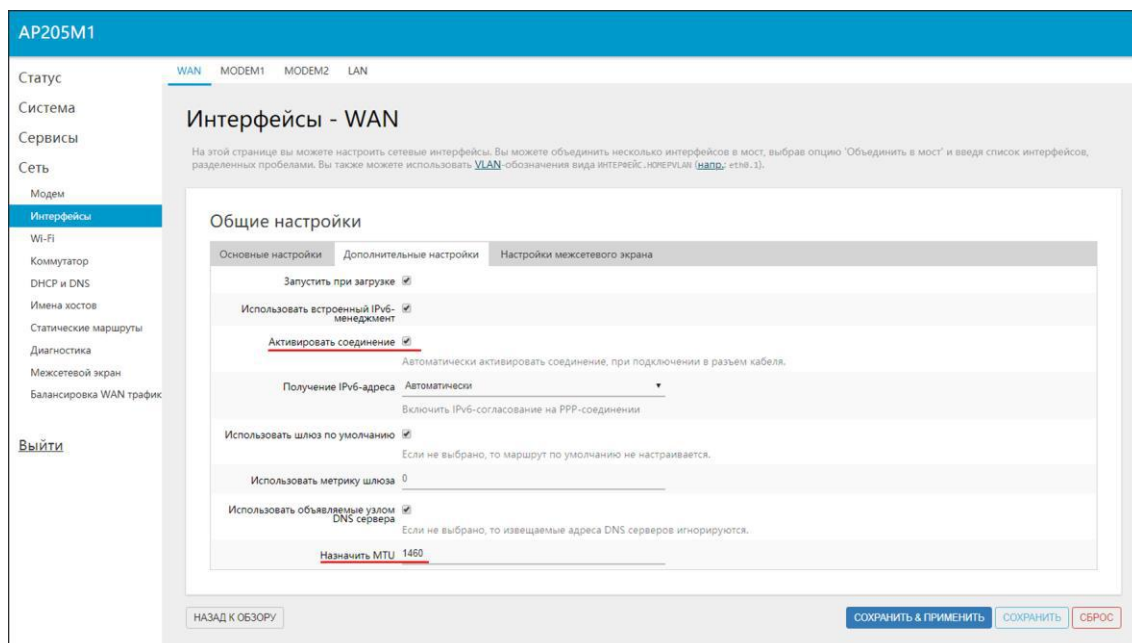 AP205M1
Статус
Система
Сервисы
Сеть
Модем
Интерфейсы
Wi-Fi
Коммутатор
DHCP и DNS
Имена хостов
Статические маршруты
Диагностика
Межсетевой экран
Балансировка WAN трафик
Выйти
WAN MODEM1 MODEM2 LAN
Интерфейсы - WAN
На этой странице вы можете настроить сетевые интерфейсы. Вы можете объединить несколько интерфейсов в мост, выбрав опцию 'Объединить в мост' и введя список интерфейсов,
разделенных пробелами. Вы также можете использовать VLAN-обозначения вида ИНТЕРФЕЙС.НОМЕРVLAN (напр.: eth0.1).
Общие настройки
Основные настройки Дополнительные настройки Настройки межсетевого экрана
Запустить при загрузке
Использовать встроенный IPv6-
менеджмент
Активировать соединение
Автоматически активировать соединение, при подключении в разъем кабеля.
Получение IPv6-адреса Автоматически
Включить IPv6-согласование на PPP-соединении
Использовать шлюз по умолчанию
Если не выбрано, то маршрут по умолчанию не настраивается.
Использовать метрику шлюза 0
Использовать объявляемые узлом
DNS сервера
Если не выбрано, то извещаемые адреса DNS серверов игнорируются.
Назначить MTU 1460
НАЗАД К ОБЗОРУ СОХРАНИТЬ & ПРИМЕНИТЬ СОХРАНИТЬ СБРОС